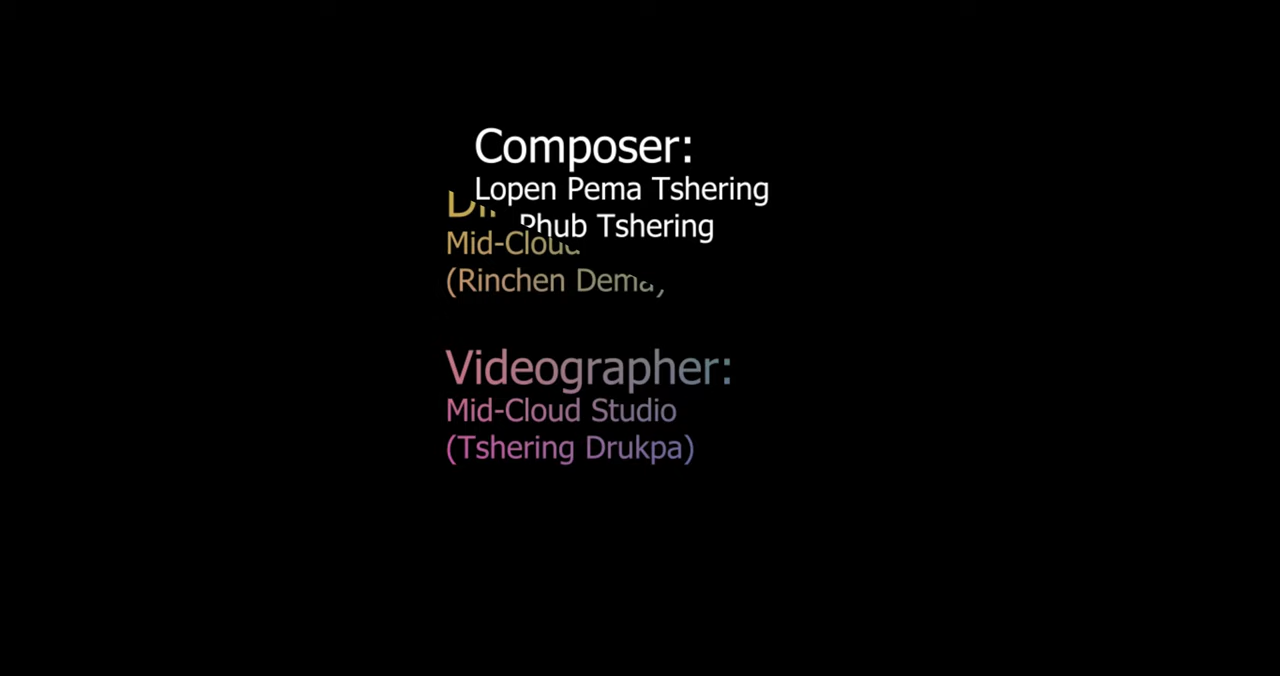 Composer:
Lopen Pema Tshering
Phub Tshering
Mid-Cloud
(Rinchen Dema)
Videographer:
Mid-Cloud Studio
(Tshering Drukpa)